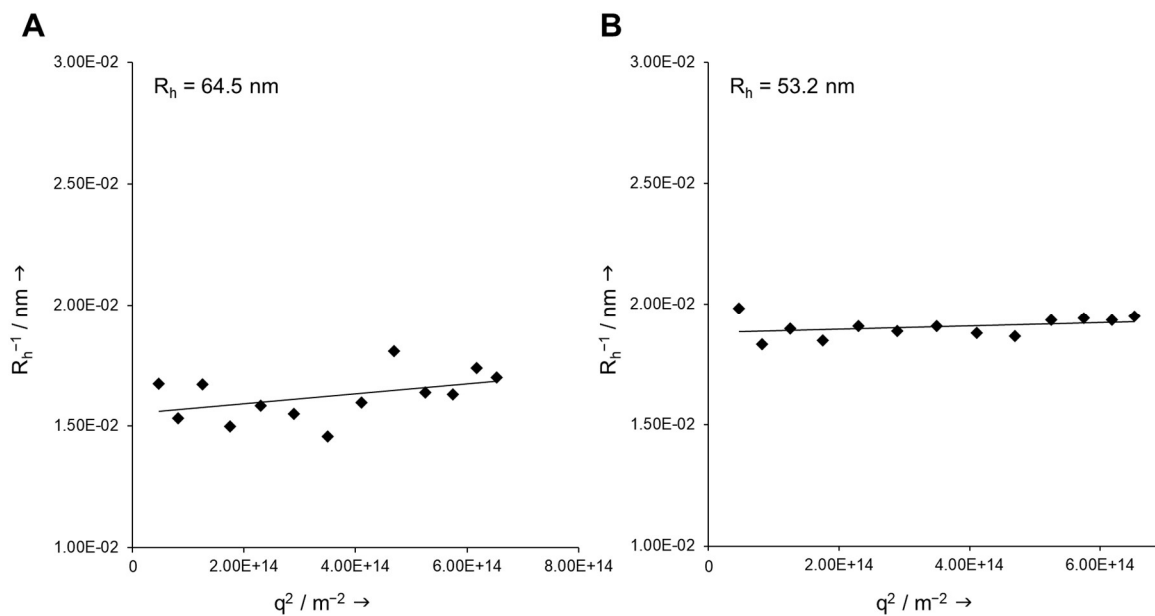 A
3.00E-02
R_h = 64.5 nm
2.50E-02
2.00E-02
1.50E-02
1.00E-02
R_h⁻¹ / nm →
0 2.00E+14 4.00E+14 6.00E+14 8.00E+14
q² / m⁻² →
B
3.00E-02
R_h = 53.2 nm
2.50E-02
2.00E-02
1.50E-02
1.00E-02
R_h⁻¹ / nm →
0 2.00E+14 4.00E+14 6.00E+14
q² / m⁻² →